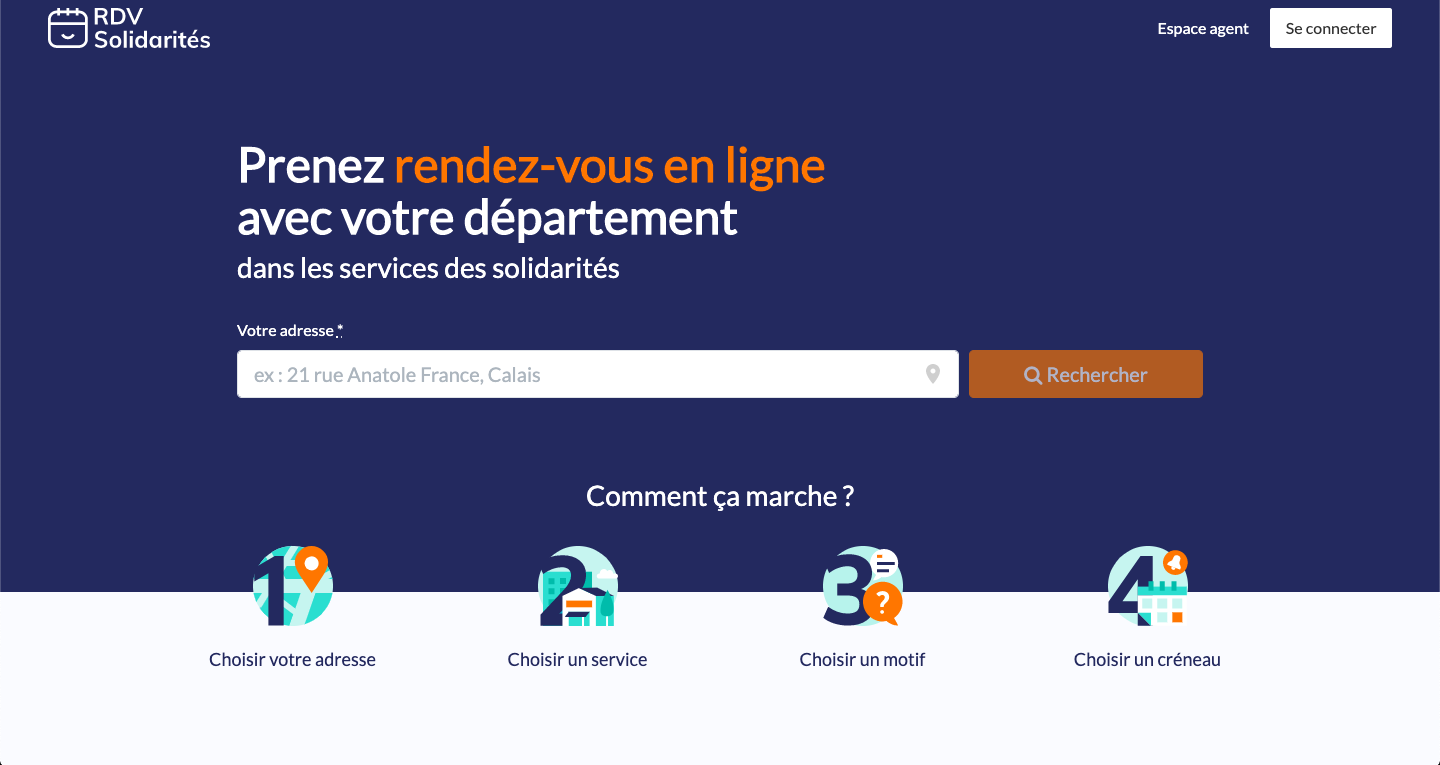 RDV
Solidarités
Espace agent
Se connecter
Prenez rendez-vous en ligne
avec votre département
dans les services des solidarités
Votre adresse *
ex : 21 rue Anatole France, Calais
Rechercher
Comment ça marche ?
1
2
3
?
4
Choisir votre adresse
Choisir un service
Choisir un motif
Choisir un créneau